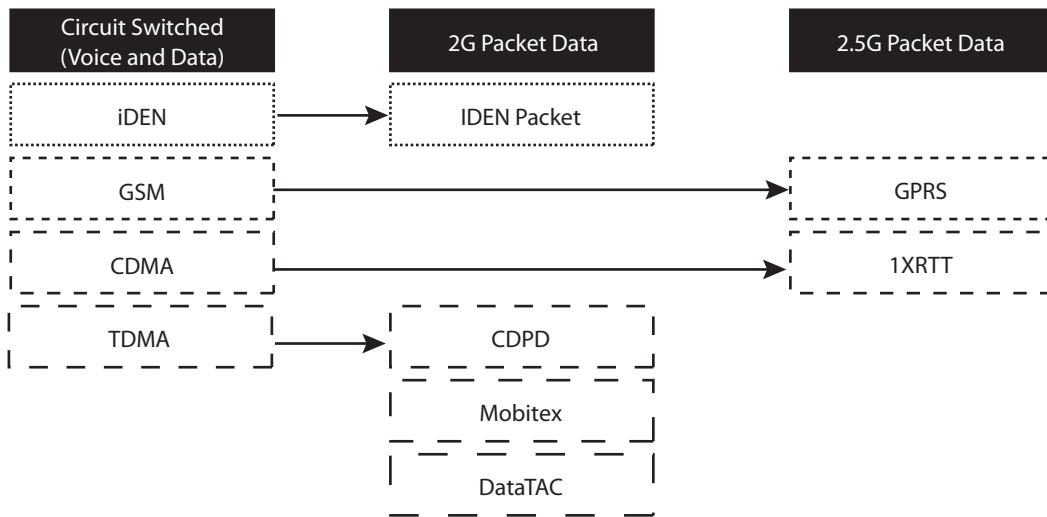 Circuit Switched
(Voice and Data)
2G Packet Data
2.5G Packet Data
iDEN
IDEN Packet
GSM
GPRS
CDMA
1XRTT
TDMA
CDPD
Mobitex
DataTAC